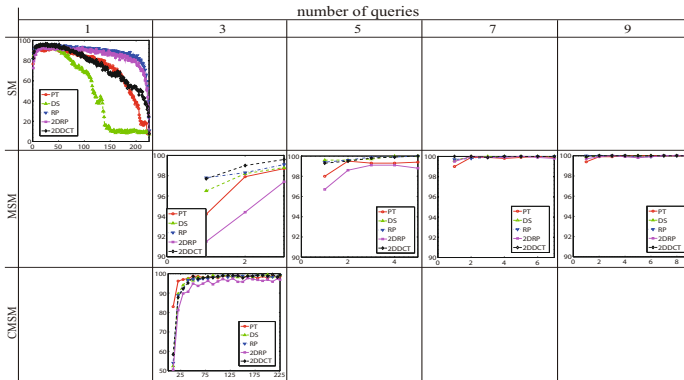 number of queries
1 3 5 7 9
SM
100
80
60
40
20
0
PT
DS
RP
2DRP
2DDCT
0 50 100 150 200
MSM
100
98
96
94
92
90
PT
DS
RP
2DRP
2DDCT
0 2
100
98
96
94
92
90
PT
DS
RP
2DRP
2DDCT
0 2 4
100
98
96
94
92
90
PT
DS
RP
2DRP
2DDCT
0 2 4 6
100
98
96
94
92
90
PT
DS
RP
2DRP
2DDCT
0 2 4 6 8
CMSM
100
90
80
70
60
50
PT
DS
RP
2DRP
2DDCT
25 75 125 175 225